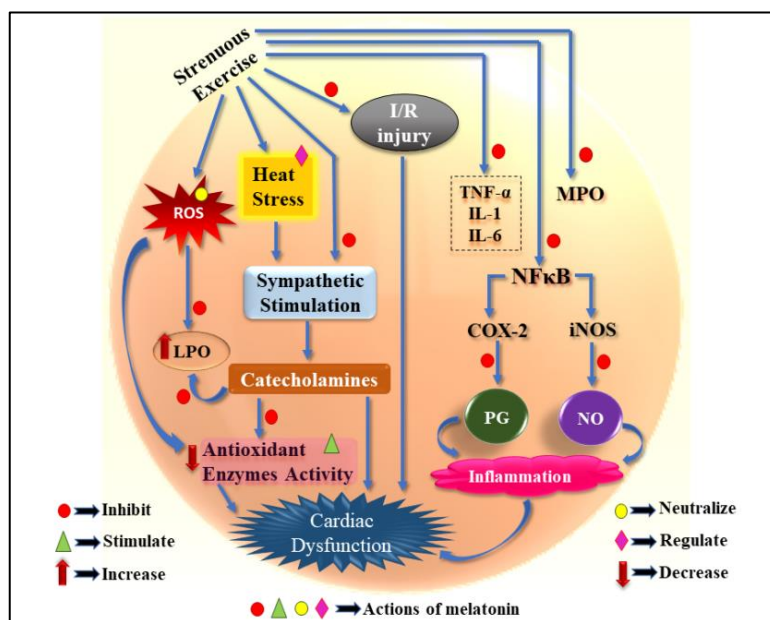 Strenuous
Exercise
I/R
injury
Heat
Stress
ROS
TNF-α
IL-1
IL-6
MPO
NFκB
Sympathetic
Stimulation
COX-2
iNOS
LPO
Catecholamines
PG
NO
Antioxidant
Enzymes Activity
Inflammation
Cardiac
Dysfunction
Inhibit
Stimulate
Increase
Neutralize
Regulate
Decrease
Actions of melatonin